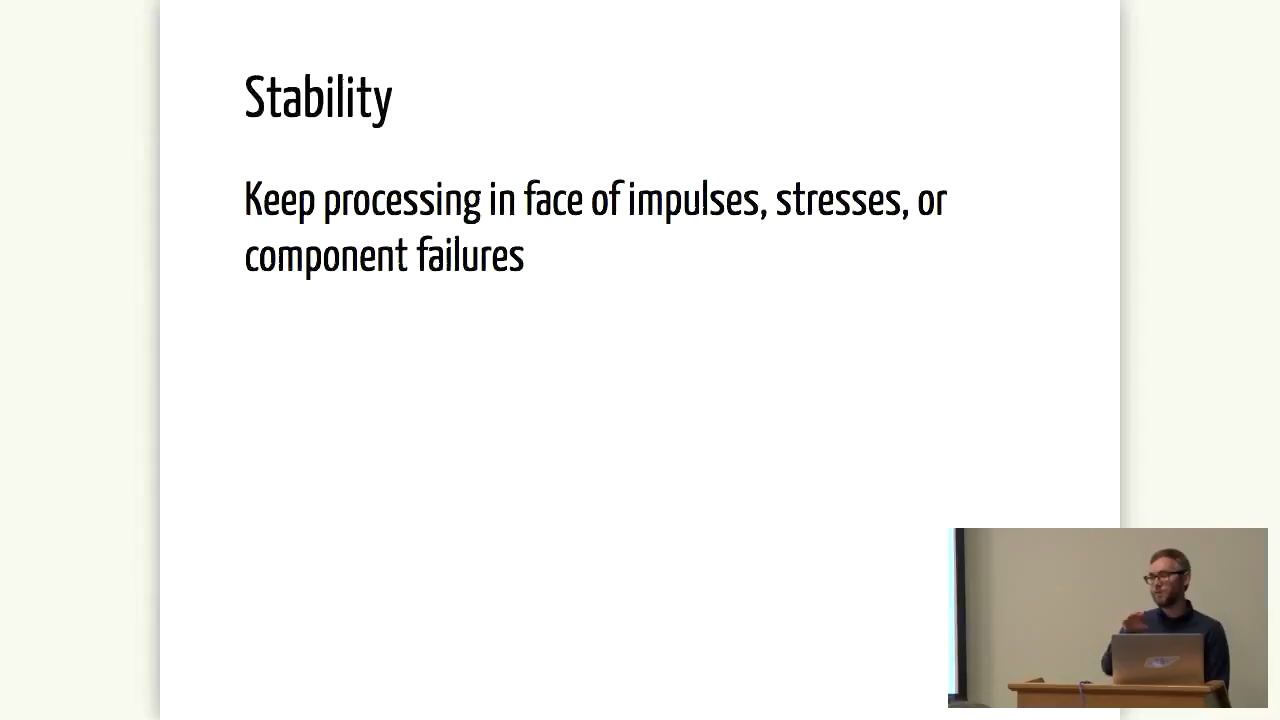 Stability
Keep processing in face of impulses, stresses, or
component failures